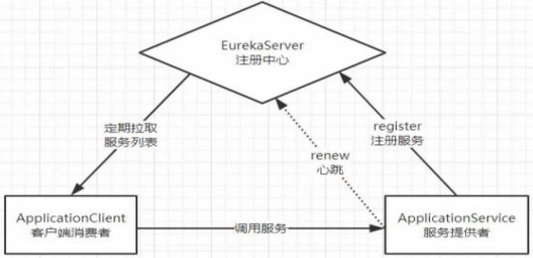 EurekaServer
注册中心
定期拉取
服务列表
register
注册服务
renew
心跳
ApplicationClient
客户端消费者
调用服务
ApplicationService
服务提供者